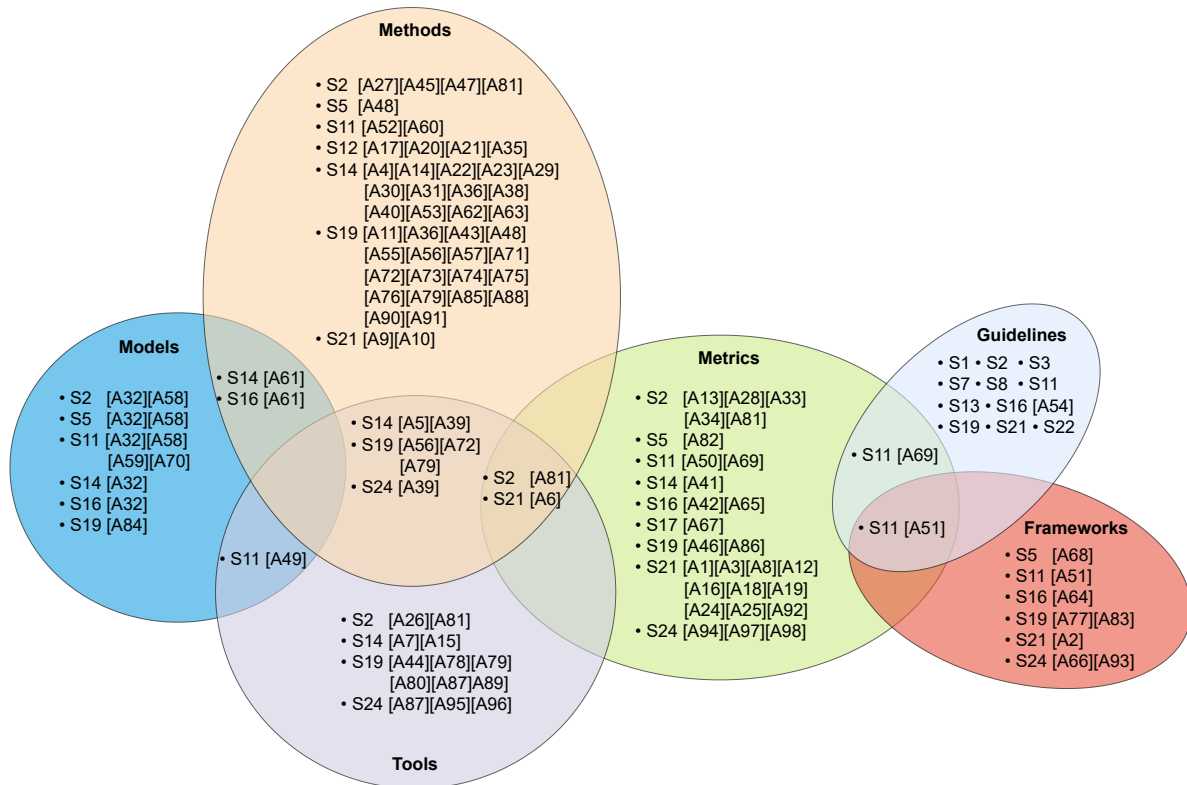 Methods
• S2 [A27][A45][A47][A81]
• S5 [A48]
• S11 [A52][A60]
• S12 [A17][A20][A21][A35]
• S14 [A4][A14][A22][A23][A29]
[A30][A31][A36][A38]
[A40][A53][A62][A63]
• S19 [A11][A36][A43][A48]
[A55][A56][A57][A71]
[A72][A73][A74][A75]
[A76][A79][A85][A88]
[A90][A91]
• S21 [A9][A10]
Models
• S2 [A32][A58]
• S5 [A32][A58]
• S11 [A32][A58]
[A59][A70]
• S14 [A32]
• S16 [A32]
• S19 [A84]
• S14 [A61]
• S16 [A61]
• S11 [A49]
• S14 [A5][A39]
• S19 [A56][A72]
[A79]
• S24 [A39]
• S2 [A81]
• S21 [A6]
Metrics
• S2 [A13][A28][A33]
[A34][A81]
• S5 [A82]
• S11 [A50][A69]
• S14 [A41]
• S16 [A42][A65]
• S17 [A67]
• S19 [A46][A86]
• S21 [A1][A3][A8][A12]
[A16][A18][A19]
[A24][A25][A92]
• S24 [A94][A97][A98]
Guidelines
• S1 • S2 • S3
• S7 • S8 • S11
• S13 • S16 [A54]
• S19 • S21 • S22
• S11 [A69]
• S11 [A51]
Frameworks
• S5 [A68]
• S11 [A51]
• S16 [A64]
• S19 [A77][A83]
• S21 [A2]
• S24 [A66][A93]
• S2 [A26][A81]
• S14 [A7][A15]
• S19 [A44][A78][A79]
[A80][A87]A89]
• S24 [A87][A95][A96]
Tools